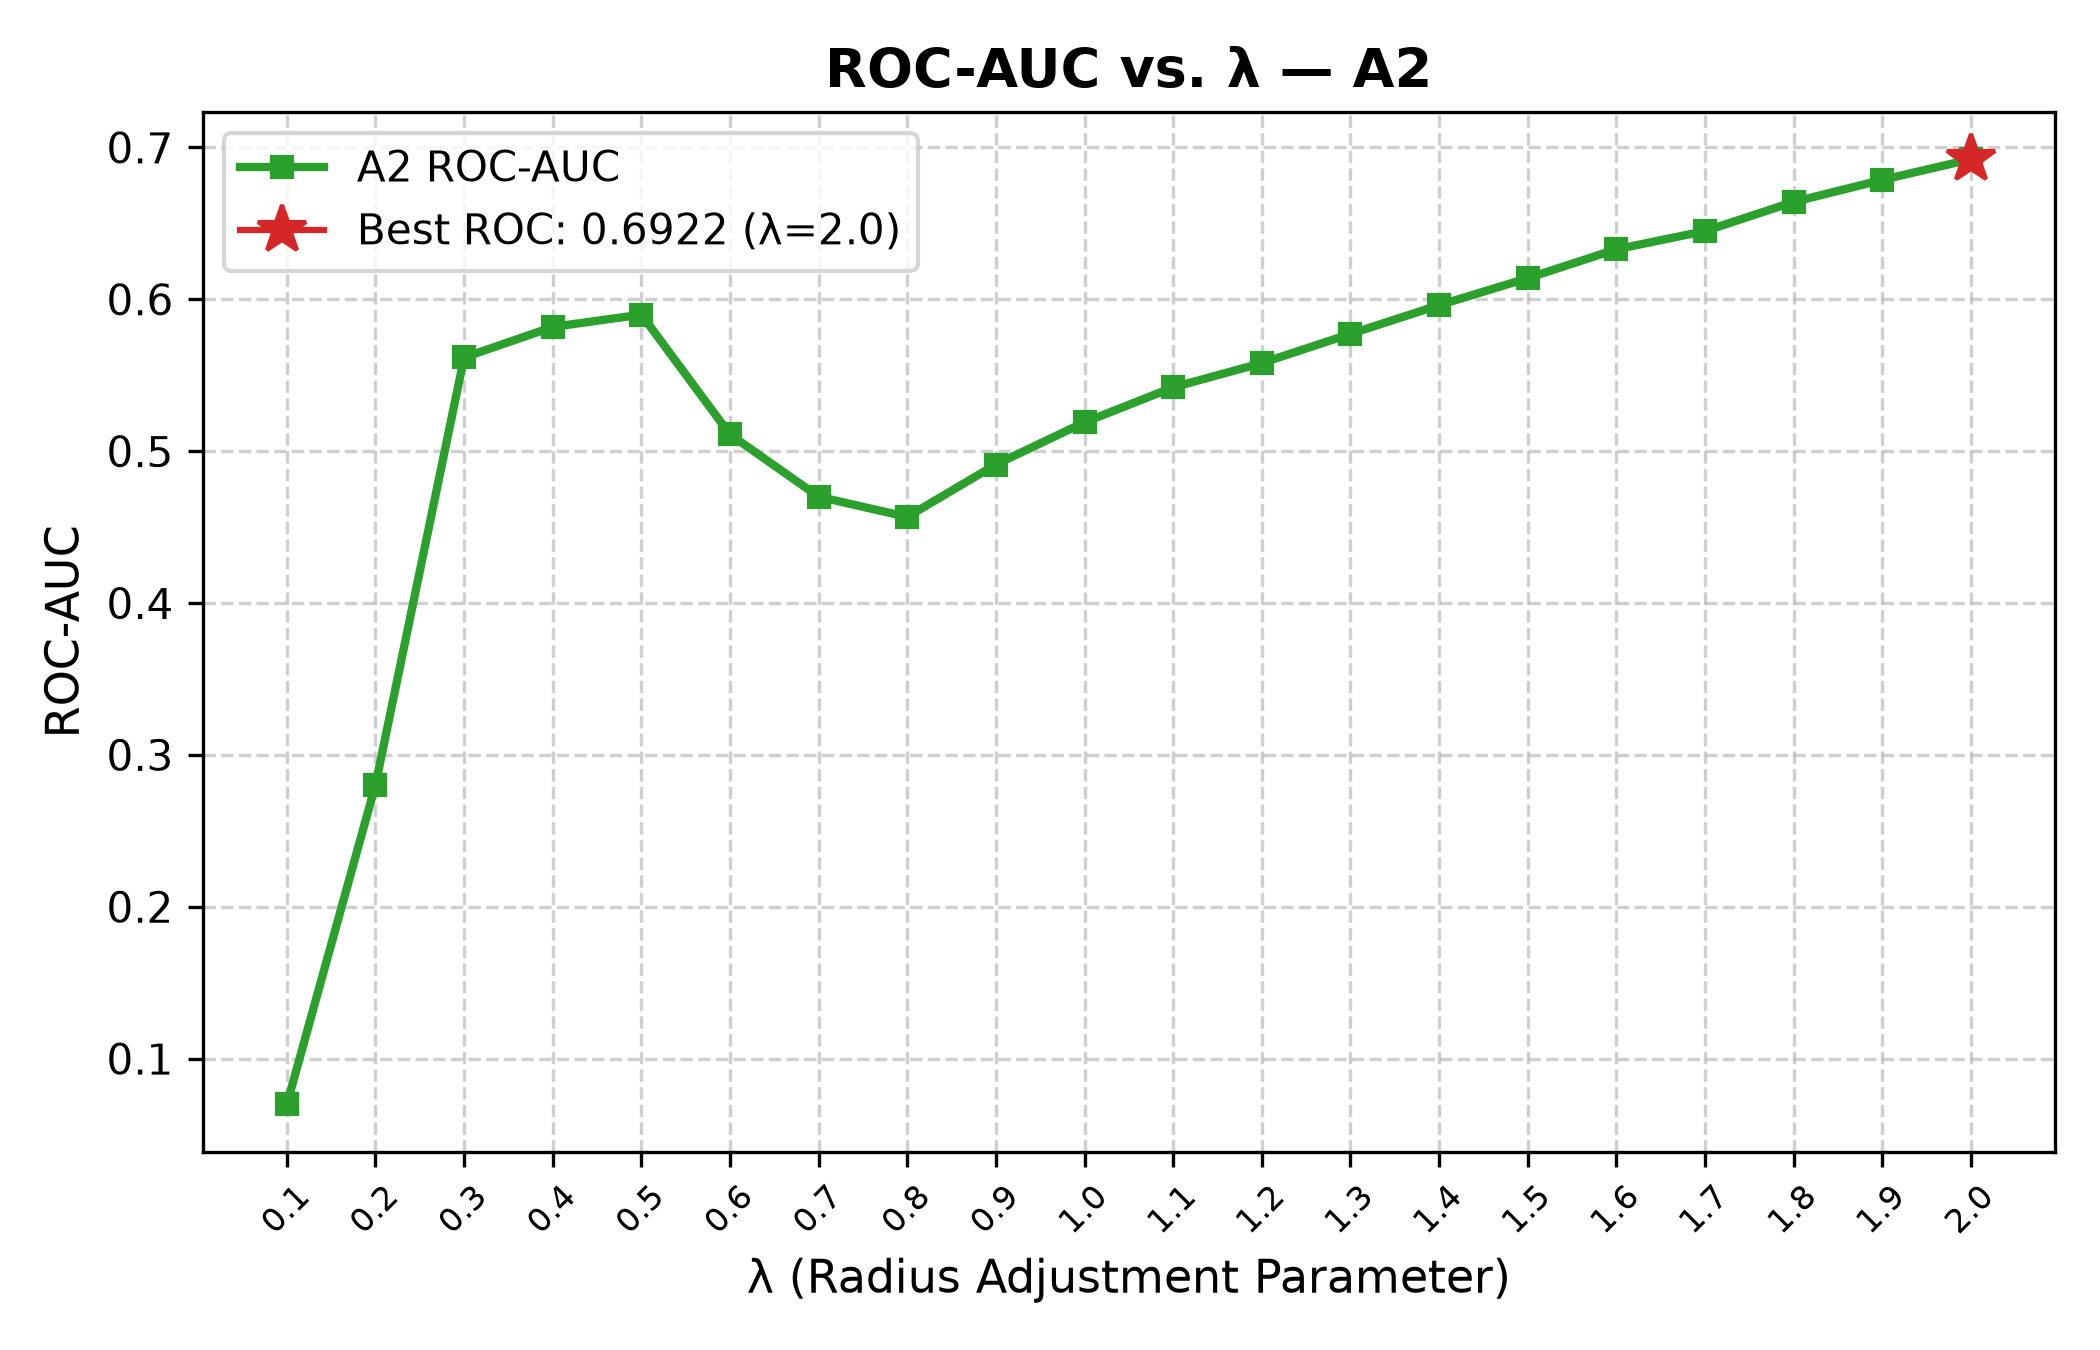 ROC-AUC vs. λ — A2
A2 ROC-AUC
Best ROC: 0.6922 (λ=2.0)
ROC-AUC
0.7
0.6
0.5
0.4
0.3
0.2
0.1
0.1 0.2 0.3 0.4 0.5 0.6 0.7 0.8 0.9 1.0 1.1 1.2 1.3 1.4 1.5 1.6 1.7 1.8 1.9 2.0
λ (Radius Adjustment Parameter)